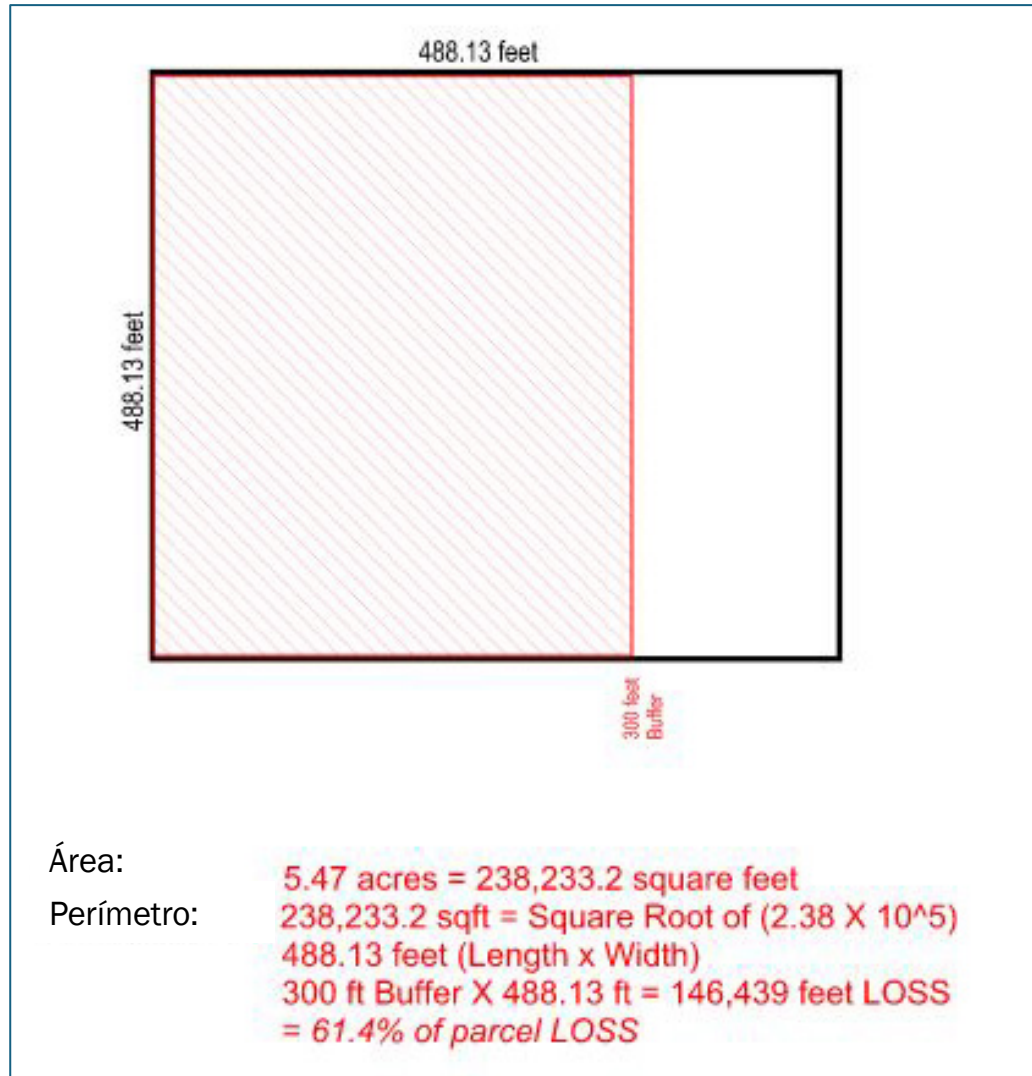 488.13 feet
488.13 feet
300 feet
Buffer
Área:
5.47 acres = 238,233.2 square feet
Perímetro:
238,233.2 sqft = Square Root of (2.38 X 10^5)
488.13 feet (Length x Width)
300 ft Buffer X 488.13 ft = 146,439 feet LOSS
= 61.4% of parcel LOSS